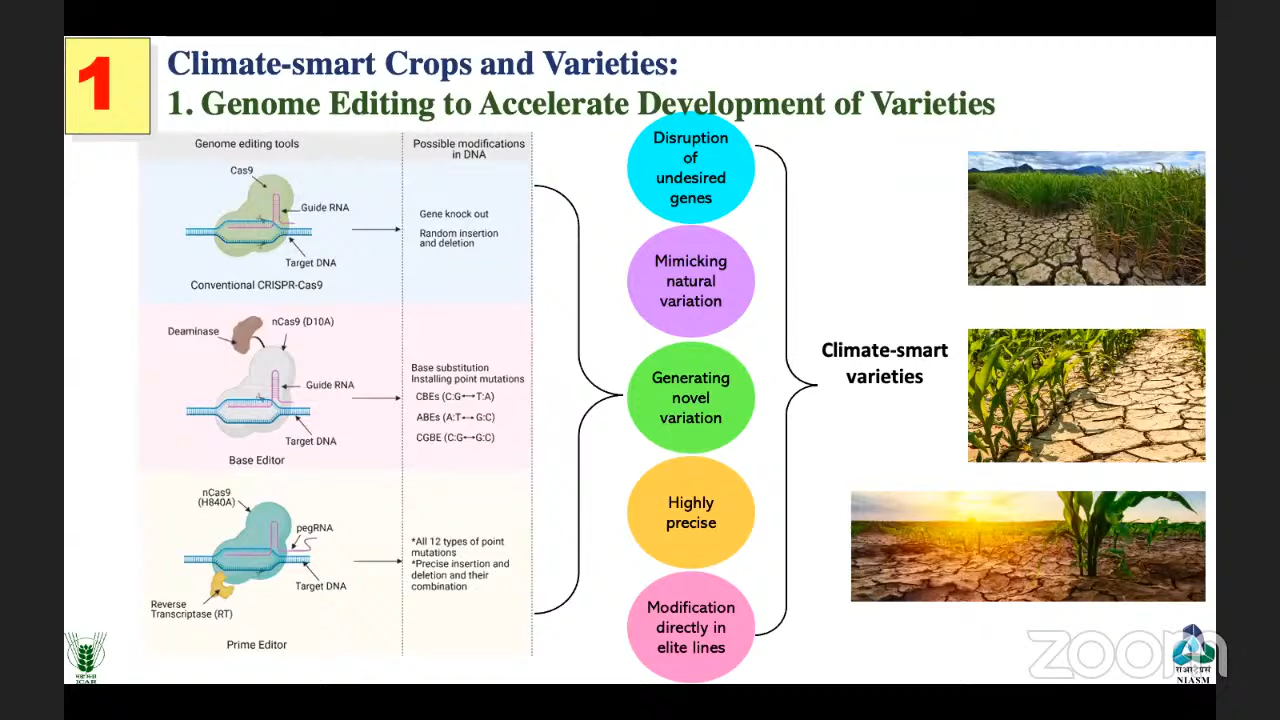 1
Climate-smart Crops and Varieties:
1. Genome Editing to Accelerate Development of Varieties
Genome editing tools
Possible modifications
in DNA
Cas9
Guide RNA
Target DNA
Conventional CRISPR-Cas9
Gene knock out
Random insertion
and deletion
Deaminase
nCas9 (D10A)
Guide RNA
Target DNA
Base Editor
Base substitution
Installing point mutations
CBEs (C:G↔T:A)
ABEs (A:T↔G:C)
CGBE (C:G↔G:C)
nCas9
(H840A)
pegRNA
Target DNA
Reverse
Transcriptase (RT)
Prime Editor
*All 12 types of point
mutations
*Precise insertion and
deletion and their
combination
Disruption
of
undesired
genes
Mimicking
natural
variation
Generating
novel
variation
Highly
precise
Modification
directly in
elite lines
Climate-smart
varieties
भाकृअनुप
ICAR
zoom
NIASM